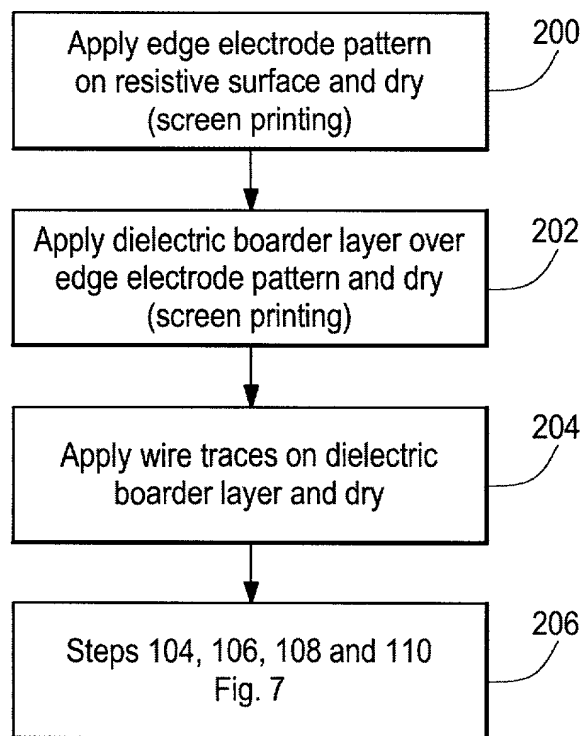 Apply edge electrode pattern
on resistive surface and dry
(screen printing)
200
Apply dielectric boarder layer over
edge electrode pattern and dry
(screen printing)
202
Apply wire traces on dielectric
boarder layer and dry
204
Steps 104, 106, 108 and 110
Fig. 7
206